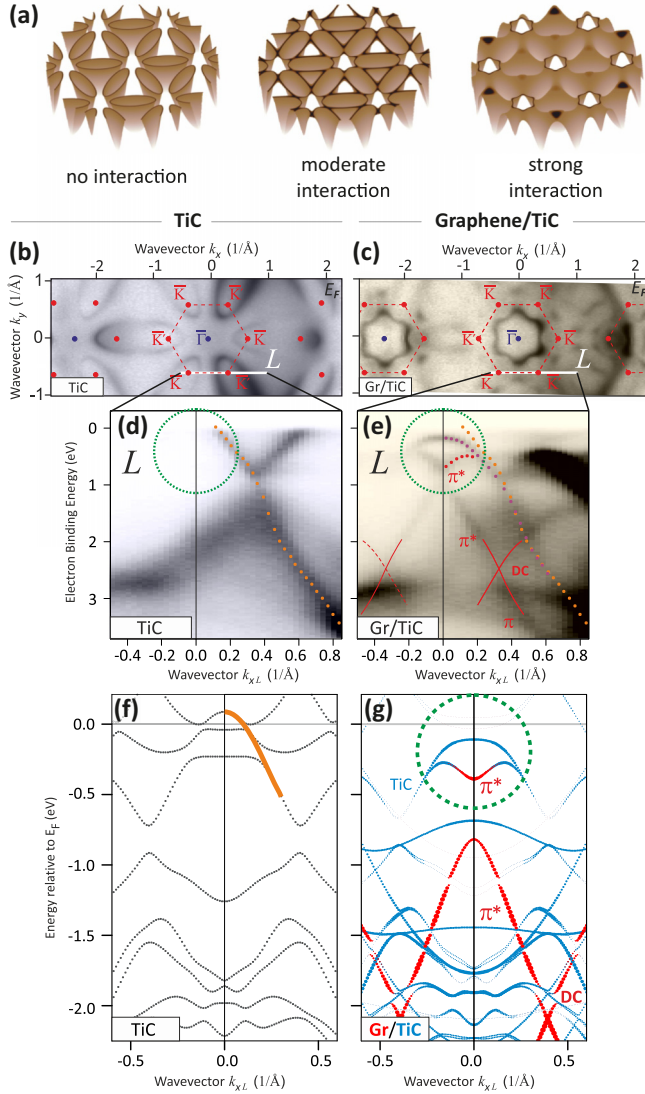 (a)
no interaction
moderate
interaction
strong
interaction
TiC
Graphene/TiC
(b)
Wavevector kx (1/Å)
-2 -1 0 1 2
Wavevector ky (1/Å)
1
0
-1
EF
K̅ K̅
K̅' Γ̅ K̅
K̅ K̅
L
TiC
(c)
Wavevector kx (1/Å)
-2 -1 0 1 2
EF
K̅ K̅
K̅' Γ̅ K̅
K K
L
Gr/TiC
(d)
L
Electron Binding Energy (eV)
0
1
2
3
TiC
-0.4 -0.2 0.0 0.2 0.4 0.6 0.8
Wavevector kxL (1/Å)
(e)
L
π*
π*
DC
π
Gr/TiC
-0.4 -0.2 0.0 0.2 0.4 0.6 0.8
Wavevector kxL (1/Å)
(f)
Energy relative to EF (eV)
0.0
-0.5
-1.0
-1.5
-2.0
TiC
-0.5 0.0 0.5
Wavevector kxL (1/Å)
(g)
TiC
π*
π*
DC
Gr/TiC
-0.5 0.0 0.5
Wavevector kxL (1/Å)